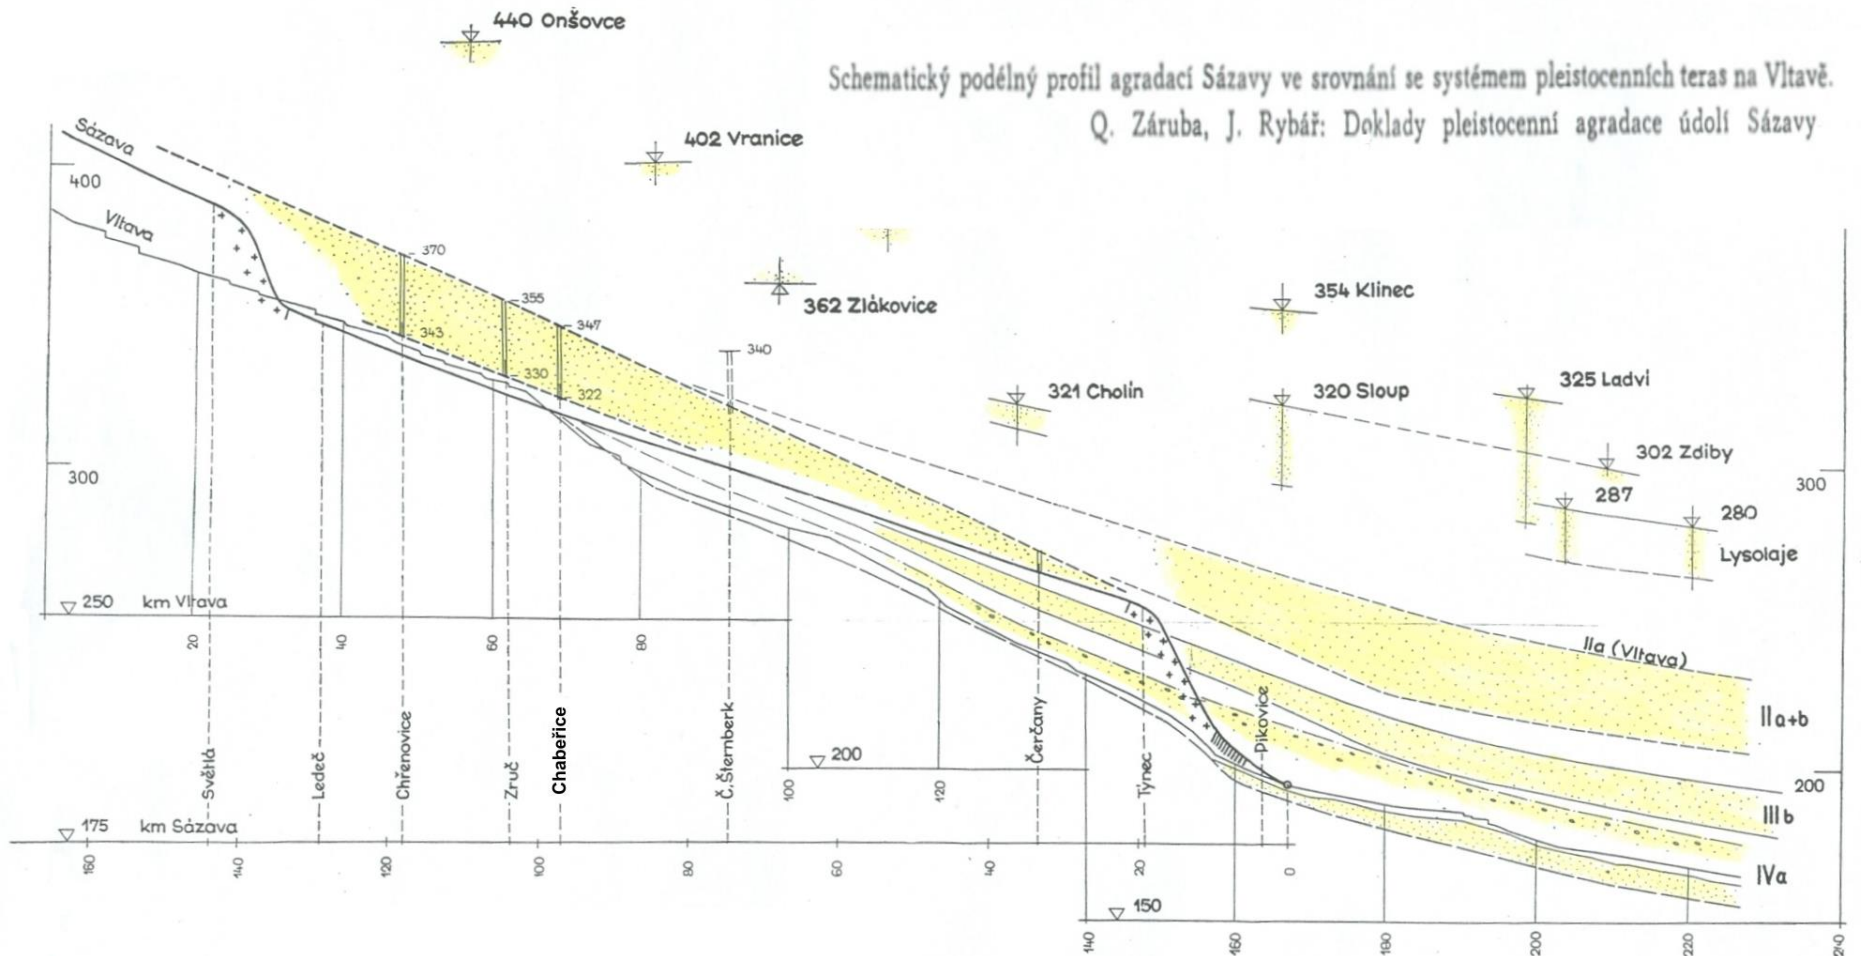 440 Onšovce
Schematický podélný profil agradací Sázavy ve srovnání se systémem pleistocenních teras na Vltavě.
Q. Záruba, J. Rybář: Doklady pleistocenní agradace údolí Sázavy
Sázava
402 Vranice
400
Vltava
370
362 Zlákovice
354 Klínec
355
343
347
340
330
322
321 Cholín
320 Sloup
325 Ladví
302 Zdiby
300
300
287
280
Lysolaje
250
km Vltava
20
40
60
80
IIa (Vltava)
IIa+b
Světlá
Ledeč
Chřenovice
Zruč
Chabeřice
Č.Šternberk
Čerčany
Týnec
Pikovice
200
100
120
200
IIIb
175
km Sázava
IVa
160
140
120
100
80
60
40
20
0
150
140
160
180
200
220
240